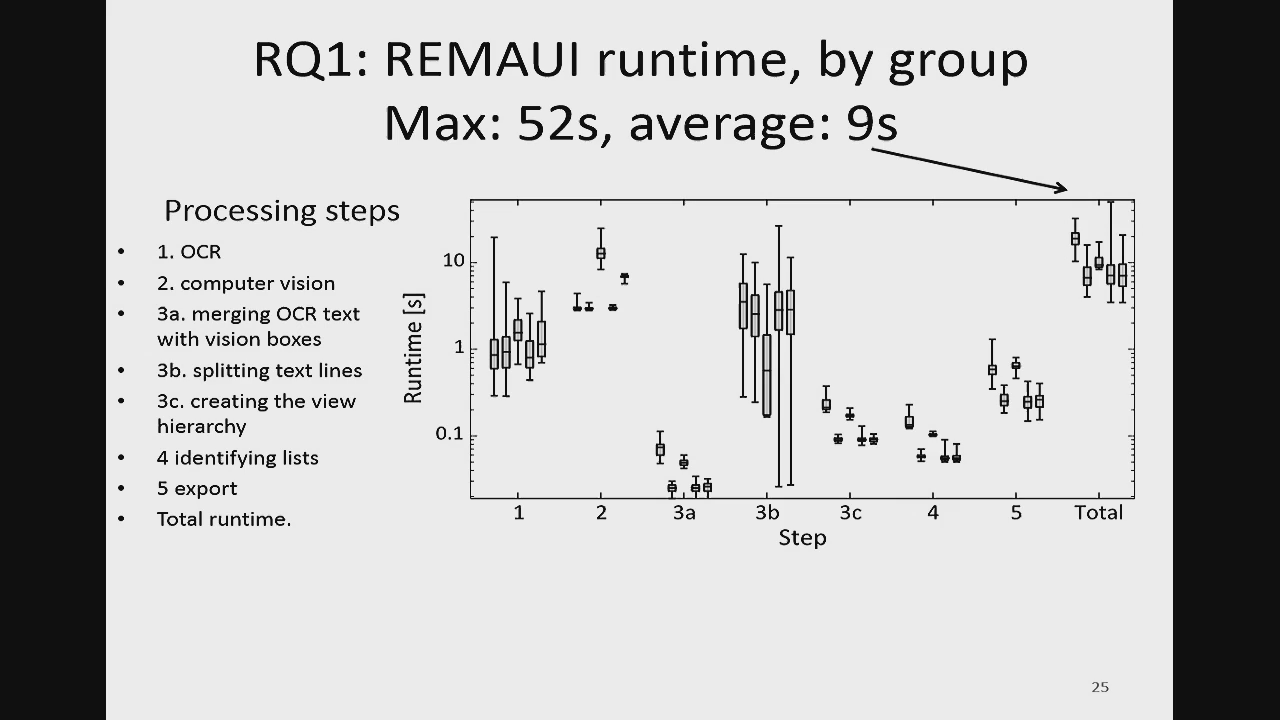 RQ1: REMAUI runtime, by group
Max: 52s, average: 9s
Processing steps
• 1. OCR
• 2. computer vision
• 3a. merging OCR text
with vision boxes
• 3b. splitting text lines
• 3c. creating the view
hierarchy
• 4 identifying lists
• 5 export
• Total runtime.
Runtime [s]
10
1
0.1
1 2 3a 3b 3c 4 5 Total
Step
25